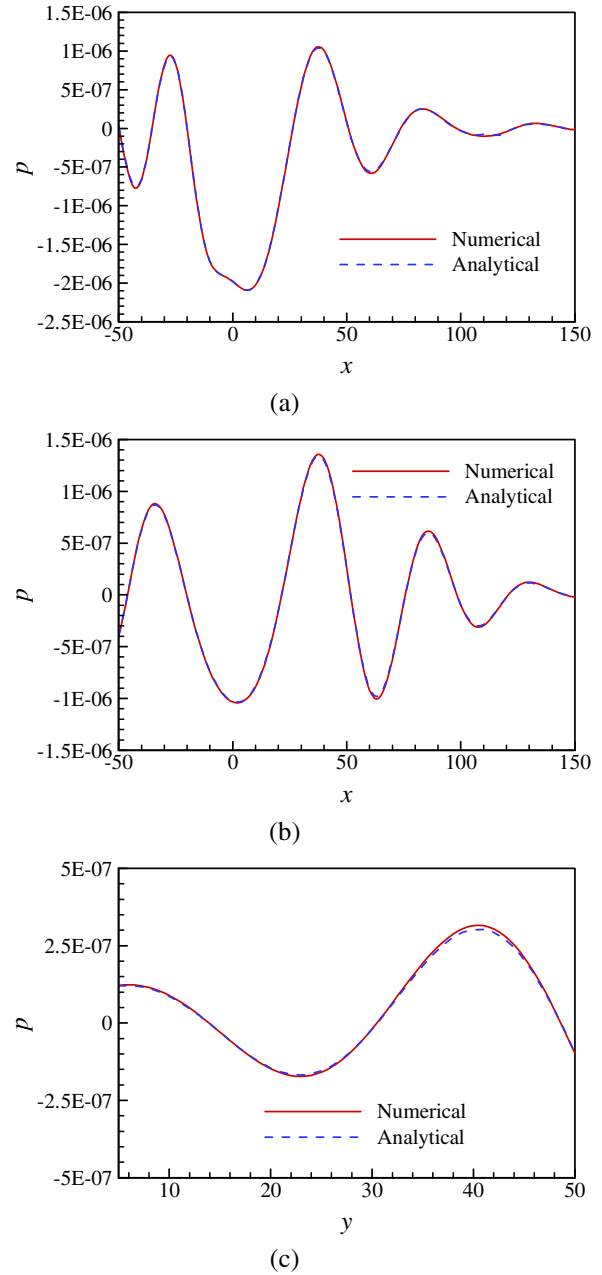 1.5E-06
1E-06
5E-07
0
-5E-07
-1E-06
-1.5E-06
-2E-06
-2.5E-06
p
Numerical
Analytical
-50 0 50 100 150
x
(a)
1.5E-06
1E-06
5E-07
0
-5E-07
-1E-06
-1.5E-06
p
Numerical
Analytical
-50 0 50 100 150
x
(b)
5E-07
2.5E-07
0
-2.5E-07
-5E-07
p
Numerical
Analytical
10 20 30 40 50
y
(c)